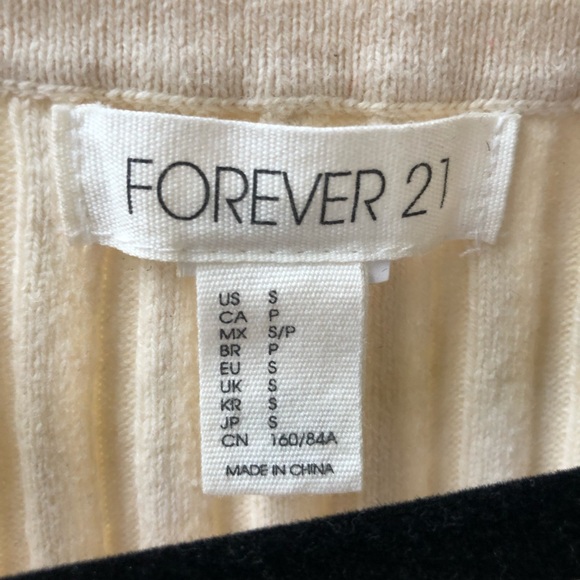 FOREVER 21
US S
CA P
MX S/P
BR P
EU S
UK S
KR S
JP S
CN 160/84A
MADE IN CHINA